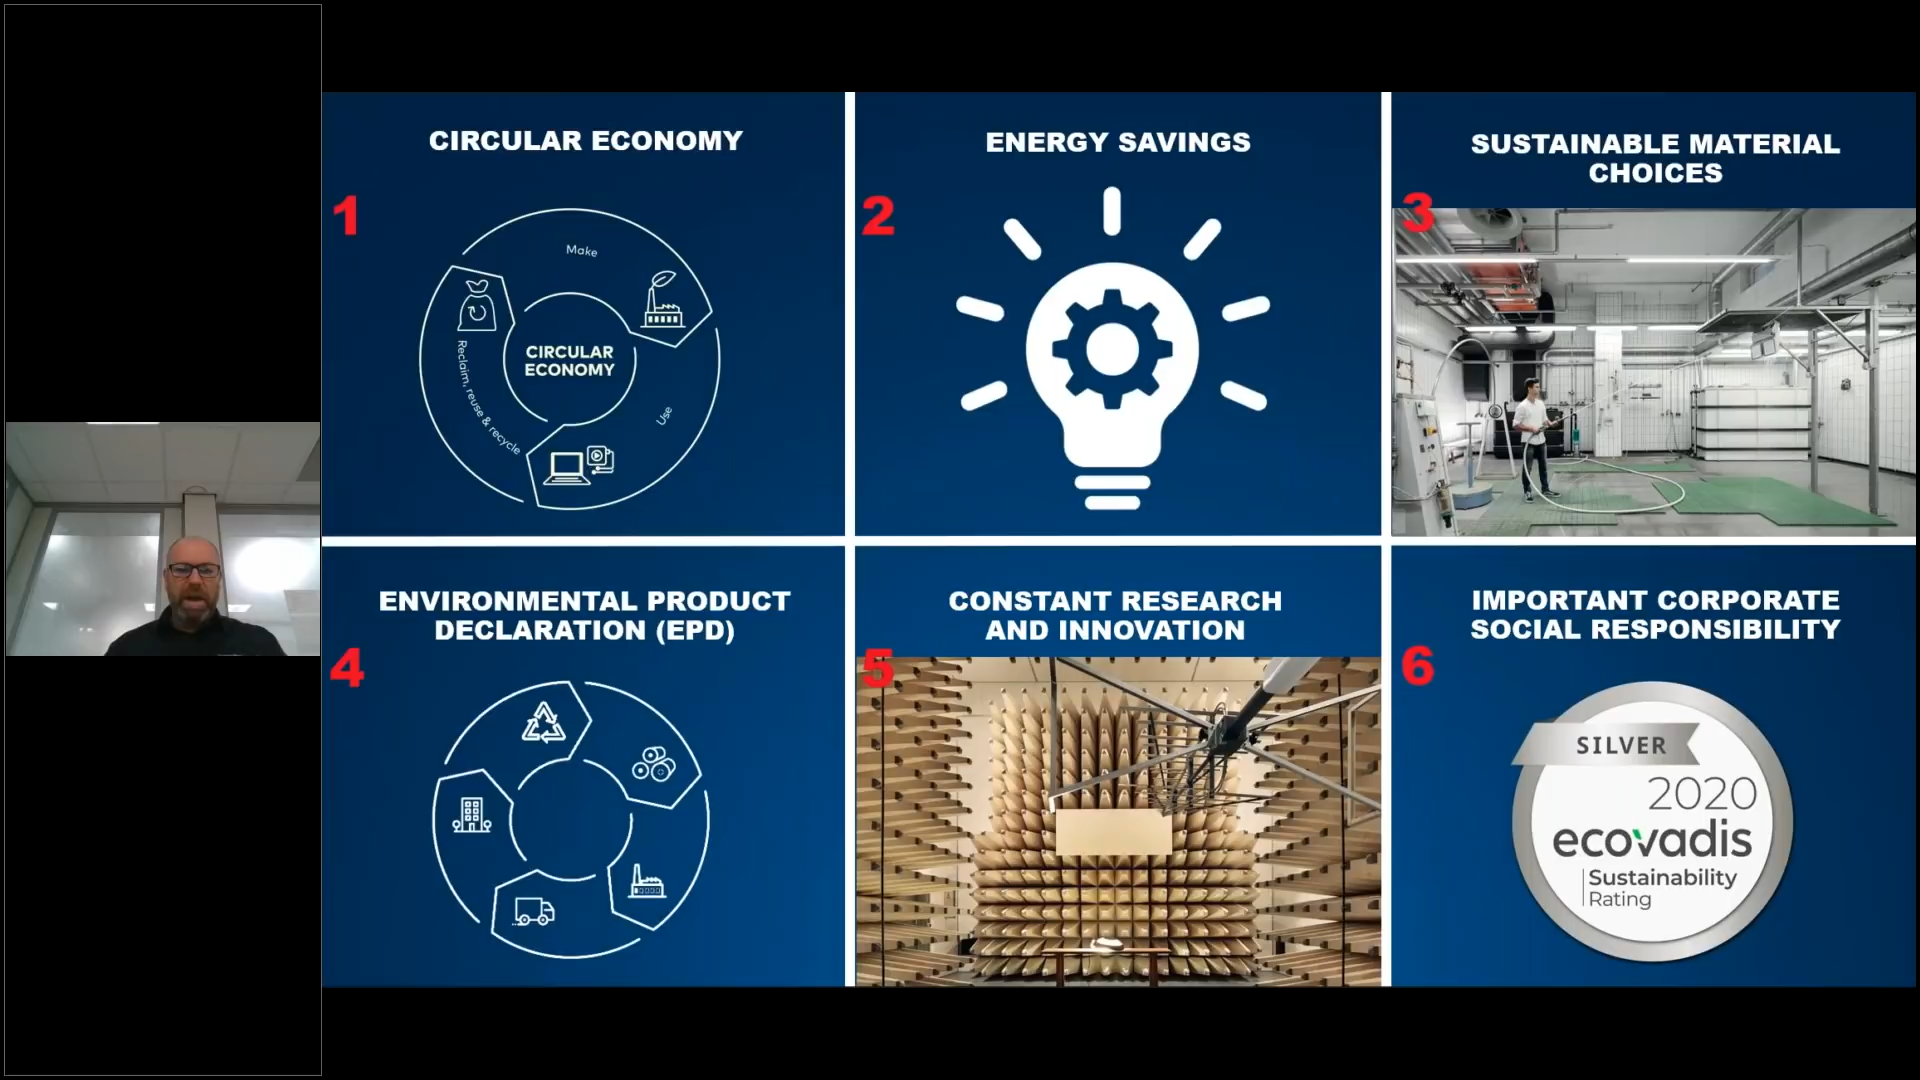 CIRCULAR ECONOMY
1
Make
CIRCULAR
ECONOMY
Reclaim, reuse & recycle
Use
ENERGY SAVINGS
2
SUSTAINABLE MATERIAL
CHOICES
3
ENVIRONMENTAL PRODUCT
DECLARATION (EPD)
4
CONSTANT RESEARCH
AND INNOVATION
5
IMPORTANT CORPORATE
SOCIAL RESPONSIBILITY
6
SILVER
2020
ecovadis
Sustainability
Rating